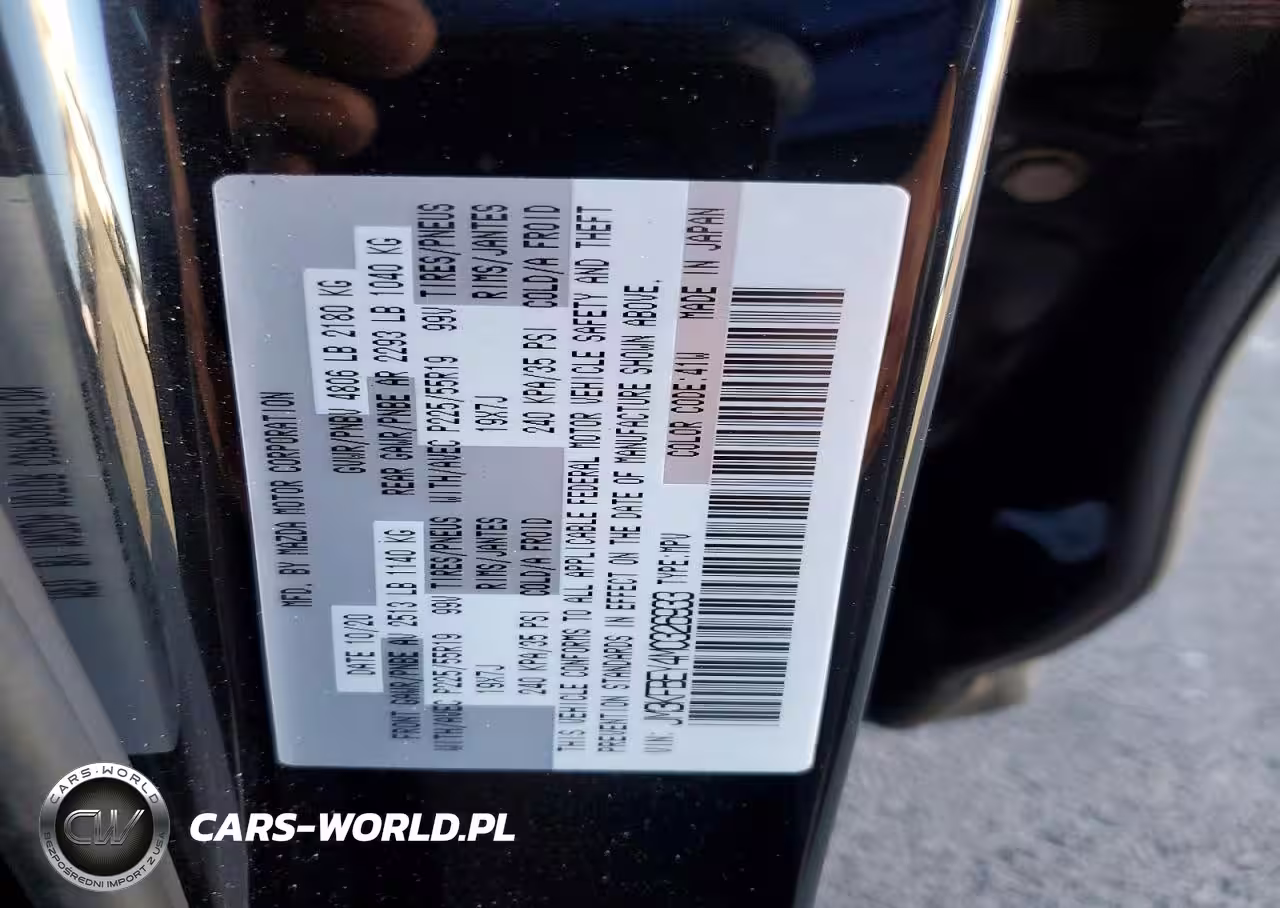 MFD. BY MAZDA MOTOR CORPORATION
DATE 10/20
GVWR/PNBV 4806 LB 2180 KG
FRONT GAWR/PNBE AV 2513 LB 1140 KG
REAR GAWR/PNBE AR 2293 LB 1040 KG
WITH/AVEC P225/55R19 99V TIRES/PNEUS WITH/AVEC P225/55R19 99V TIRES/PNEUS
19X7J RIMS/JANTES 19X7J RIMS/JANTES
240 KPA/35 PSI COLD/A FROID 240 KPA/35 PSI COLD/A FROID
THIS VEHICLE CONFORMS TO ALL APPLICABLE FEDERAL MOTOR VEHICLE SAFETY AND THEFT
PREVENTION STANDARDS IN EFFECT ON THE DATE OF MANUFACTURE SHOWN ABOVE.
VIN: TYPE:MPV
COLOR CODE:41W MADE IN JAPAN
CARS-WORLD
CW
BEZPOŚREDNI IMPORT Z USA
CARS-WORLD.PL